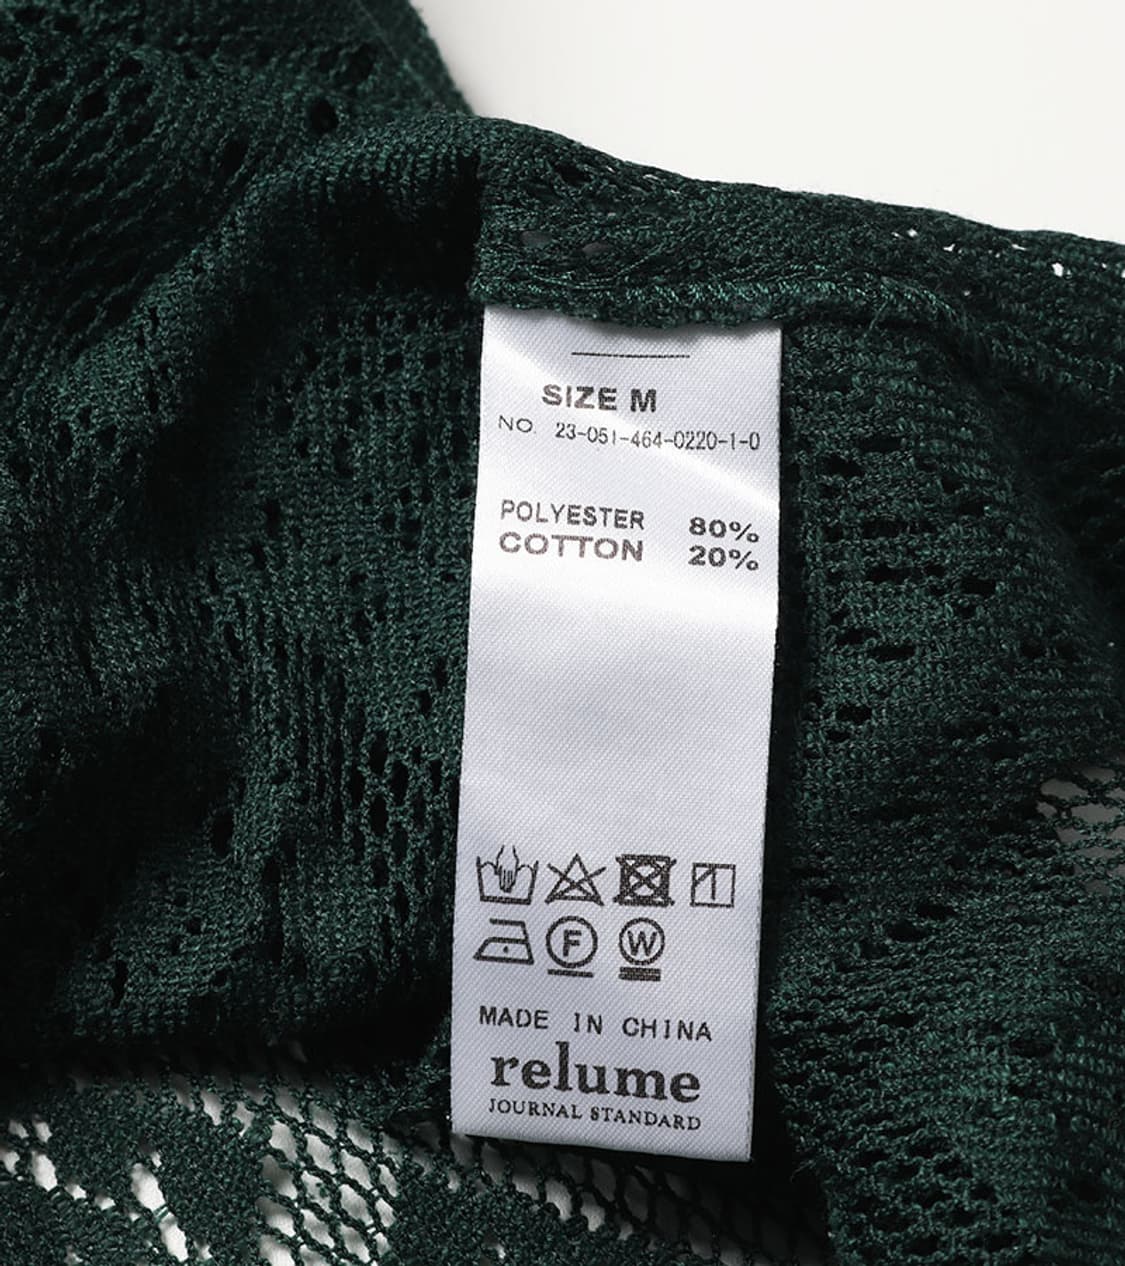 SIZE M
NO. 23-051-464-0220-1-0
POLYESTER 80%
COTTON 20%
F W
MADE IN CHINA
relume
JOURNAL STANDARD